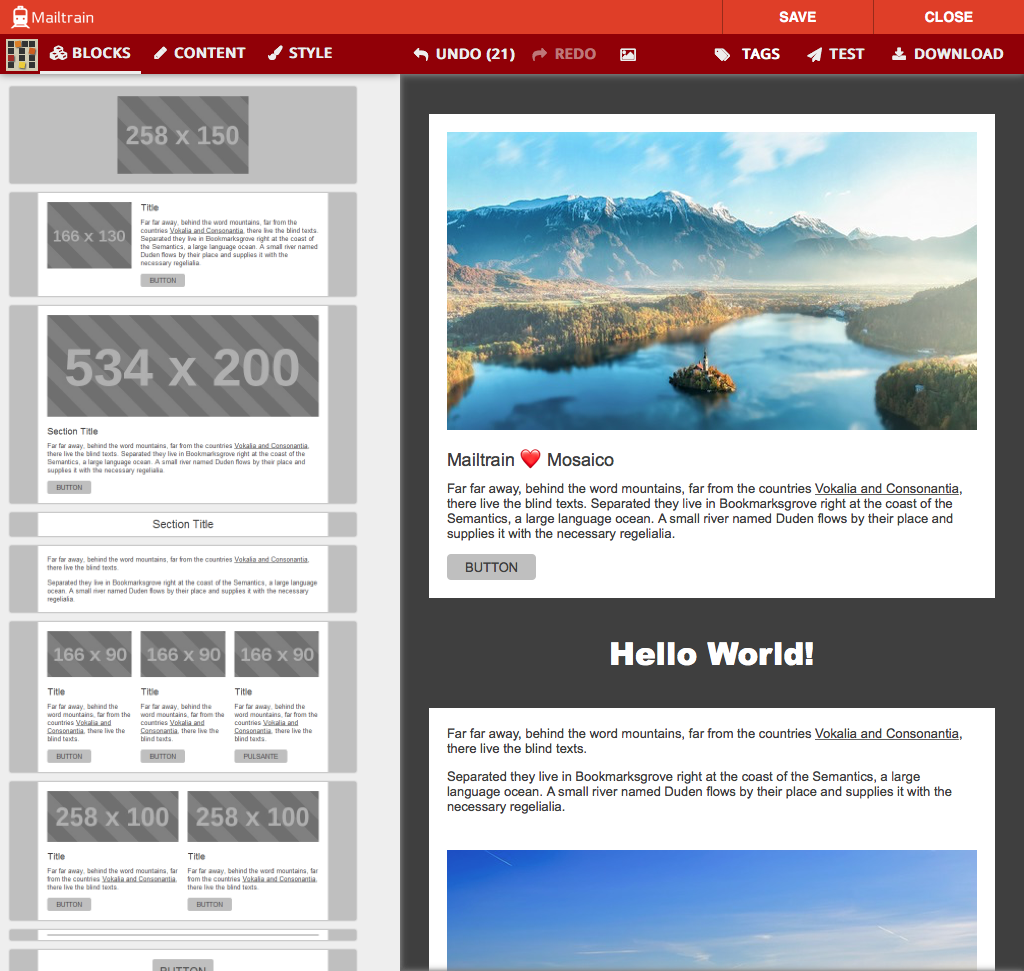 Mailtrain
SAVE
CLOSE
BLOCKS
CONTENT
STYLE
UNDO (21)
REDO
TAGS
TEST
DOWNLOAD
258 x 150
166 x 130
Title
Far far away, behind the word mountains, far from the
countries Vokalia and Consonantia, there live the blind texts.
Separated they live in Bookmarksgrove right at the coast of
the Semantics, a large language ocean. A small river named
Duden flows by their place and supplies it with the
necessary regelialia.
BUTTON
534 x 200
Section Title
Far far away, behind the word mountains, far from the countries Vokalia and Consonantia,
there live the blind texts. Separated they live in Bookmarksgrove right at the coast of the
Semantics, a large language ocean. A small river named Duden flows by their place and
supplies it with the necessary regelialia.
BUTTON
Section Title
Far far away, behind the word mountains, far from the countries Vokalia and Consonantia,
there live the blind texts.
Separated they live in Bookmarksgrove right at the coast of the Semantics, a large language
ocean. A small river named Duden flows by their place and supplies it with the necessary
regelialia.
166 x 90
Title
Far far away, behind the
word mountains, far from the
countries Vokalia and
Consonantia, there live the
blind texts.
BUTTON
166 x 90
Title
Far far away, behind the
word mountains, far from the
countries Vokalia and
Consonantia, there live the
blind texts.
BUTTON
166 x 90
Title
Far far away, behind the
word mountains, far from the
countries Vokalia and
Consonantia, there live the
blind texts.
PULSANTE
258 x 100
Title
Far far away, behind the word mountains, far
from the countries Vokalia and Consonantia,
there live the blind texts.
BUTTON
258 x 100
Title
Far far away, behind the word mountains, far
from the countries Vokalia and Consonantia,
there live the blind texts.
BUTTON
BUTTON
Mailtrain ❤️ Mosaico
Far far away, behind the word mountains, far from the countries Vokalia and Consonantia,
there live the blind texts. Separated they live in Bookmarksgrove right at the coast of the
Semantics, a large language ocean. A small river named Duden flows by their place and
supplies it with the necessary regelialia.
BUTTON
Hello World!
Far far away, behind the word mountains, far from the countries Vokalia and Consonantia,
there live the blind texts.
Separated they live in Bookmarksgrove right at the coast of the Semantics, a large
language ocean. A small river named Duden flows by their place and supplies it with the
necessary regelialia.